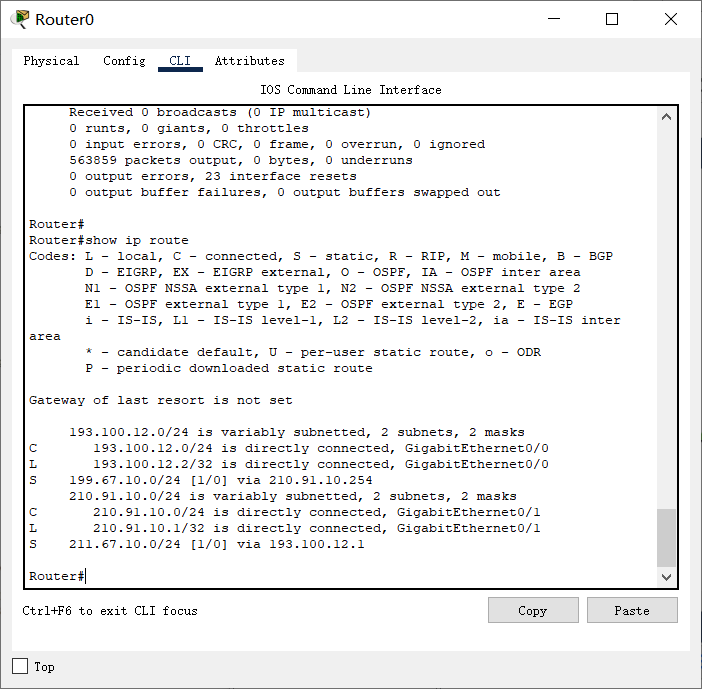 Router0
Physical Config CLI Attributes
IOS Command Line Interface
Received 0 broadcasts (0 IP multicast)
0 runts, 0 giants, 0 throttles
0 input errors, 0 CRC, 0 frame, 0 overrun, 0 ignored
563859 packets output, 0 bytes, 0 underruns
0 output errors, 23 interface resets
0 output buffer failures, 0 output buffers swapped out
Router#
Router#show ip route
Codes: L - local, C - connected, S - static, R - RIP, M - mobile, B - BGP
D - EIGRP, EX - EIGRP external, O - OSPF, IA - OSPF inter area
N1 - OSPF NSSA external type 1, N2 - OSPF NSSA external type 2
E1 - OSPF external type 1, E2 - OSPF external type 2, E - EGP
i - IS-IS, L1 - IS-IS level-1, L2 - IS-IS level-2, ia - IS-IS inter
area
* - candidate default, U - per-user static route, o - ODR
P - periodic downloaded static route
Gateway of last resort is not set
193.100.12.0/24 is variably subnetted, 2 subnets, 2 masks
C 193.100.12.0/24 is directly connected, GigabitEthernet0/0
L 193.100.12.2/32 is directly connected, GigabitEthernet0/0
S 199.67.10.0/24 [1/0] via 210.91.10.254
210.91.10.0/24 is variably subnetted, 2 subnets, 2 masks
C 210.91.10.0/24 is directly connected, GigabitEthernet0/1
L 210.91.10.1/32 is directly connected, GigabitEthernet0/1
S 211.67.10.0/24 [1/0] via 193.100.12.1
Router#
Ctrl+F6 to exit CLI focus
Copy Paste
Top